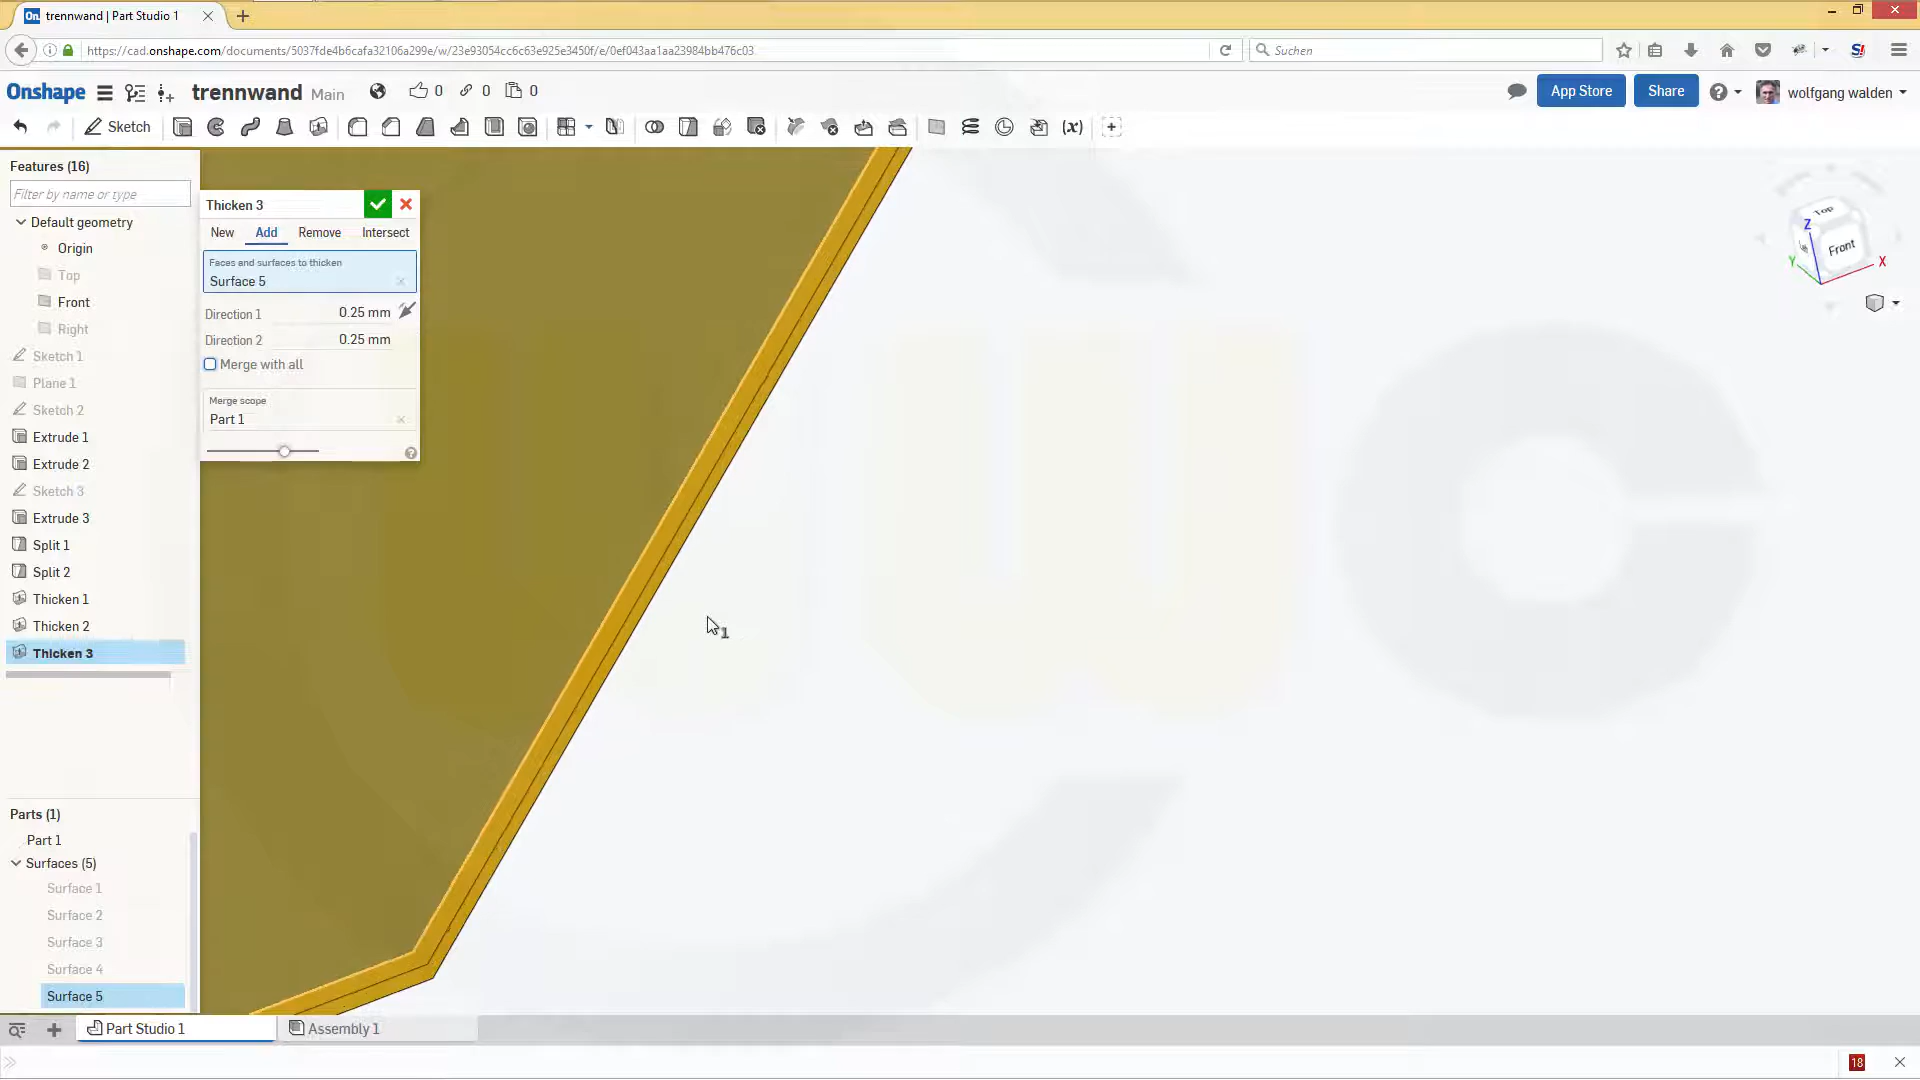 On trennwand | Part Studio 1
https://cad.onshape.com/documents/5037fde4b6cafa32106a299e/w/23e93054cc6c63e925e3450f/e/0ef043aa1aa23984bb476c03
Suchen
S!
Onshape
trennwand Main
0
0
0
App Store
Share
wolfgang walden
Sketch
(x)
Features (16)
Filter by name or type
Default geometry
Origin
Top
Front
Right
Sketch 1
Plane 1
Sketch 2
Extrude 1
Extrude 2
Sketch 3
Extrude 3
Split 1
Split 2
Thicken 1
Thicken 2
Thicken 3
Parts (1)
Part 1
Surfaces (5)
Surface 1
Surface 2
Surface 3
Surface 4
Surface 5
Thicken 3
New Add Remove Intersect
Faces and surfaces to thicken
Surface 5
Direction 1 0.25 mm
Direction 2 0.25 mm
Merge with all
Merge scope
Part 1
1
Top
Front
Z
Y
X
Part Studio 1
Assembly 1
18